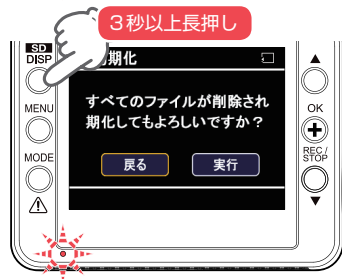 3秒以上長押し
SD
DISP
期化
MENU
すべてのファイルが削除され
期化してもよろしいですか？
OK
MODE
戻る
実行
REC /
STOP